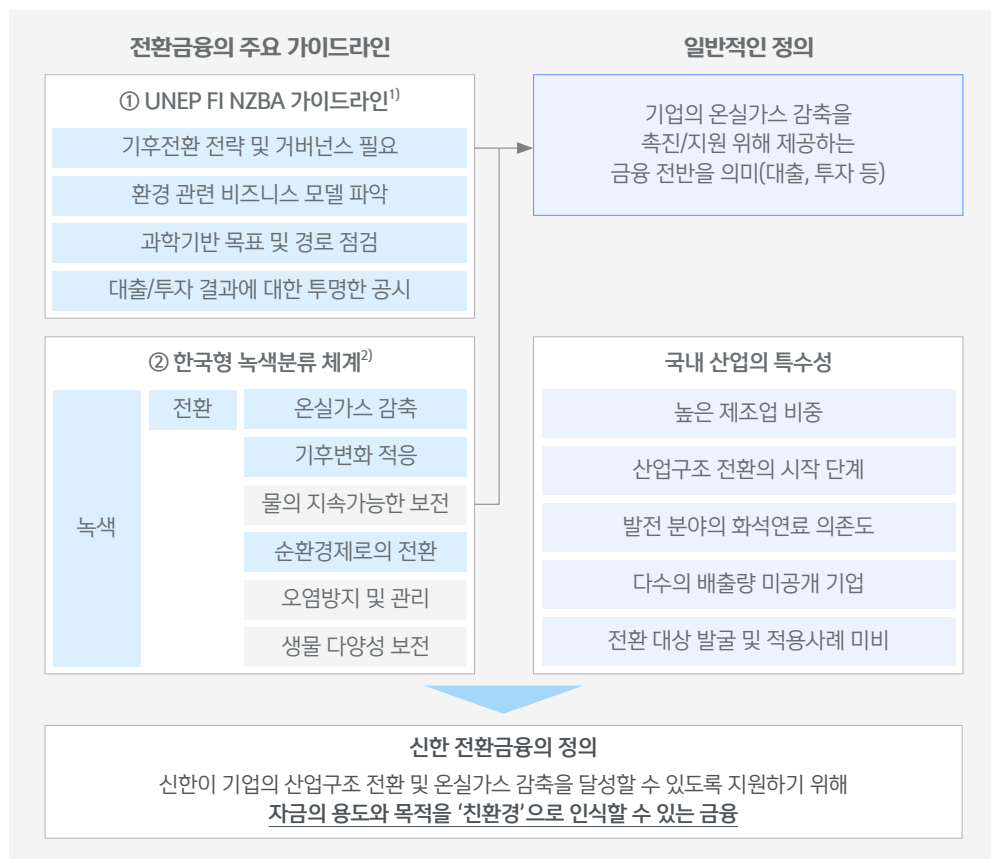 전환금융의 주요 가이드라인
① UNEP FI NZBA 가이드라인1)
기후전환 전략 및 거버넌스 필요
환경 관련 비즈니스 모델 파악
과학기반 목표 및 경로 점검
대출/투자 결과에 대한 투명한 공시
② 한국형 녹색분류 체계2)
녹색
전환
온실가스 감축
기후변화 적응
물의 지속가능한 보전
순환경제로의 전환
오염방지 및 관리
생물 다양성 보전
일반적인 정의
기업의 온실가스 감축을
촉진/지원 위해 제공하는
금융 전반을 의미(대출, 투자 등)
국내 산업의 특수성
높은 제조업 비중
산업구조 전환의 시작 단계
발전 분야의 화석연료 의존도
다수의 배출량 미공개 기업
전환 대상 발굴 및 적용사례 미비
신한 전환금융의 정의
신한이 기업의 산업구조 전환 및 온실가스 감축을 달성할 수 있도록 지원하기 위해
자금의 용도와 목적을 ‘친환경’으로 인식할 수 있는 금융